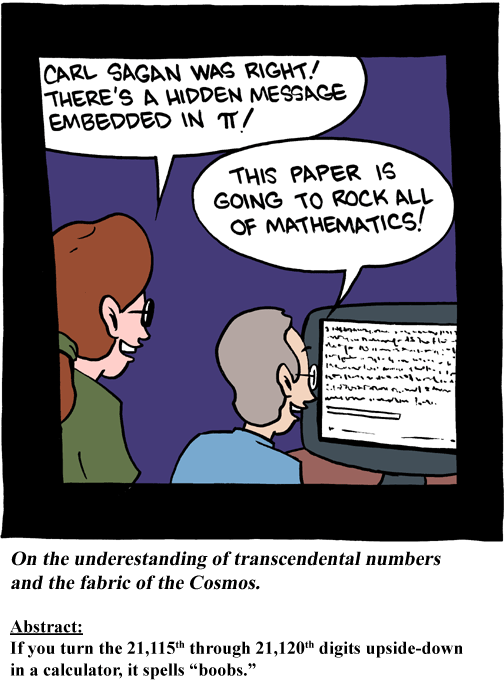 CARL SAGAN WAS RIGHT!
THERE'S A HIDDEN MESSAGE
EMBEDDED IN π!
THIS PAPER IS
GOING TO ROCK ALL
OF MATHEMATICS!
On the underestanding of transcendental numbers
and the fabric of the Cosmos.
Abstract:
If you turn the 21,115th through 21,120th digits upside-down
in a calculator, it spells “boobs.”